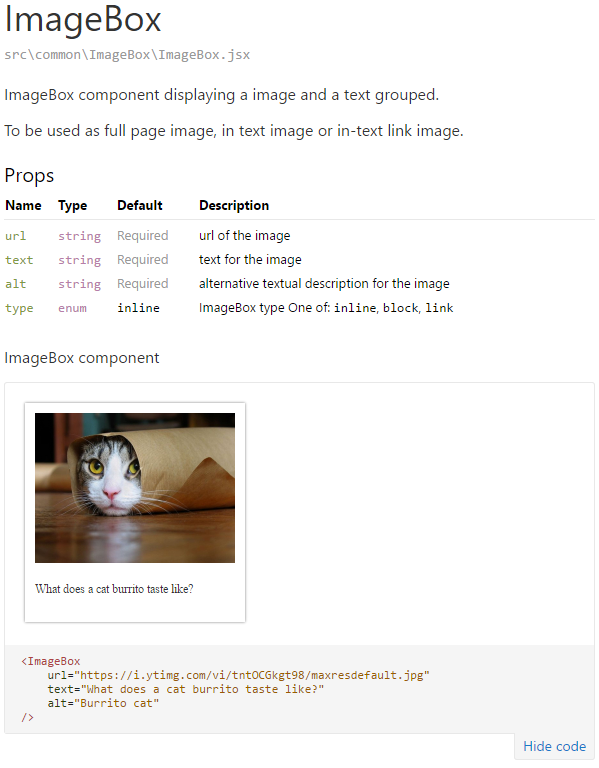 ImageBox
src\common\ImageBox\ImageBox.jsx
ImageBox component displaying a image and a text grouped.
To be used as full page image, in text image or in-text link image.
Props
Name Type Default Description
url string Required url of the image
text string Required text for the image
alt string Required alternative textual description for the image
type enum inline ImageBox type One of: inline, block, link
ImageBox component
What does a cat burrito taste like?
<ImageBox
url="https://i.ytimg.com/vi/tntOCGkgt98/maxresdefault.jpg"
text="What does a cat burrito taste like?"
alt="Burrito cat"
/>
Hide code